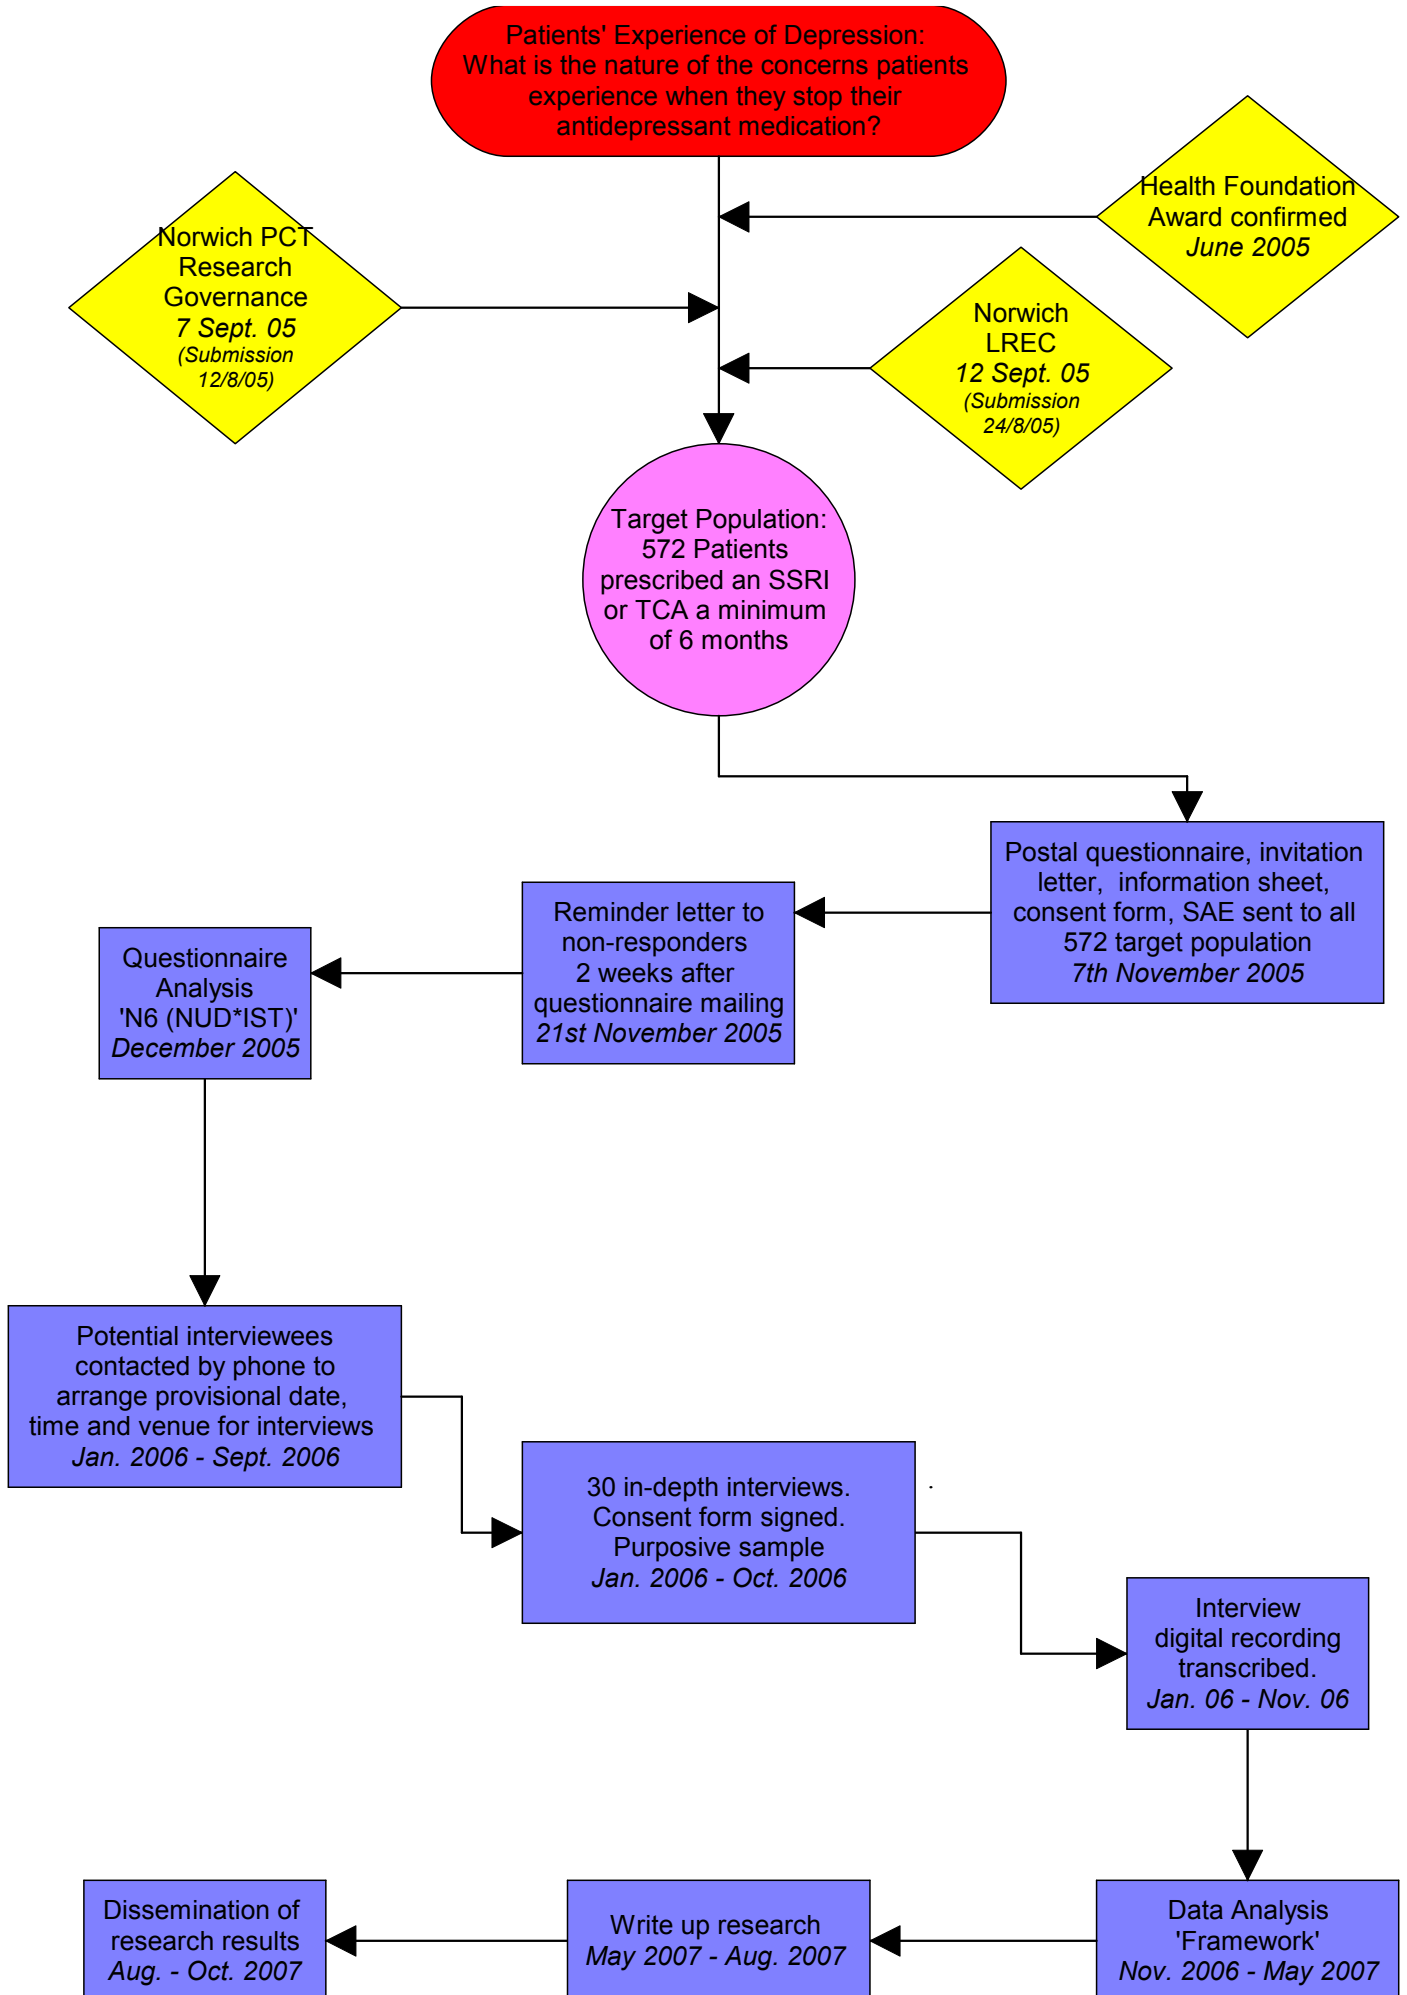 Patients' Experience of Depression:
What is the nature of the concerns patients
experience when they stop their
antidepressant medication?
Health Foundation
Award confirmed
June 2005
Norwich PCT
Research
Governance
7 Sept. 05
(Submission
12/8/05)
Norwich
LREC
12 Sept. 05
(Submission
24/8/05)
Target Population:
572 Patients
prescribed an SSRI
or TCA a minimum
of 6 months
Postal questionnaire, invitation
letter, information sheet,
consent form, SAE sent to all
572 target population
7th November 2005
Reminder letter to
non-responders
2 weeks after
questionnaire mailing
21st November 2005
Questionnaire
Analysis
'N6 (NUD*IST)'
December 2005
Potential interviewees
contacted by phone to
arrange provisional date,
time and venue for interviews
Jan. 2006 - Sept. 2006
30 in-depth interviews.
Consent form signed.
Purposive sample
Jan. 2006 - Oct. 2006
Interview
digital recording
transcribed.
Jan. 06 - Nov. 06
Data Analysis
'Framework'
Nov. 2006 - May 2007
Write up research
May 2007 - Aug. 2007
Dissemination of
research results
Aug. - Oct. 2007